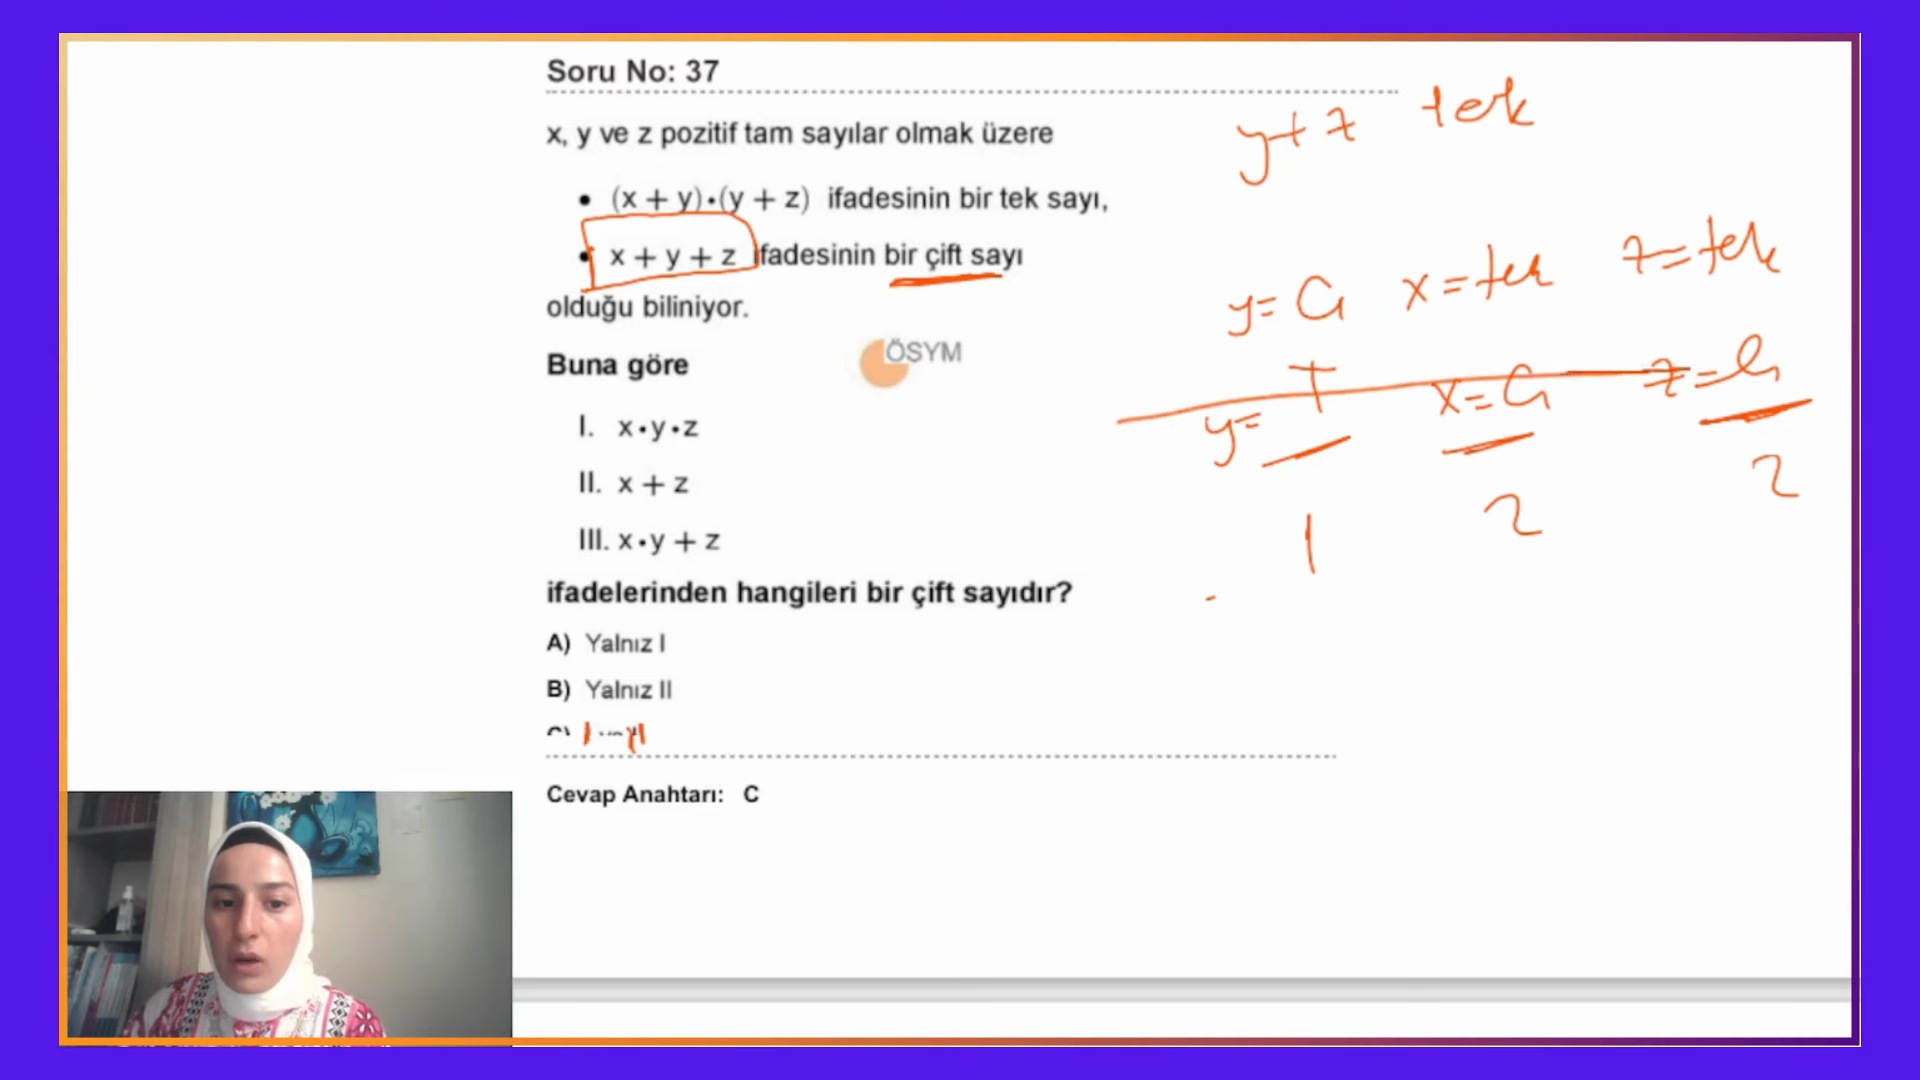 Soru No: 37
x, y ve z pozitif tam sayılar olmak üzere
• (x + y)•(y + z) ifadesinin bir tek sayı,
• x + y + z ifadesinin bir çift sayı
olduğu biliniyor.
ÖSYM
Buna göre
I. x•y•z
II. x + z
III. x•y + z
ifadelerinden hangileri bir çift sayıdır?
A) Yalnız I
B) Yalnız II
Cevap Anahtarı: C
y+z tek
y= Ç x=tek z=tek
y= T x= Ç z=
1 2 2